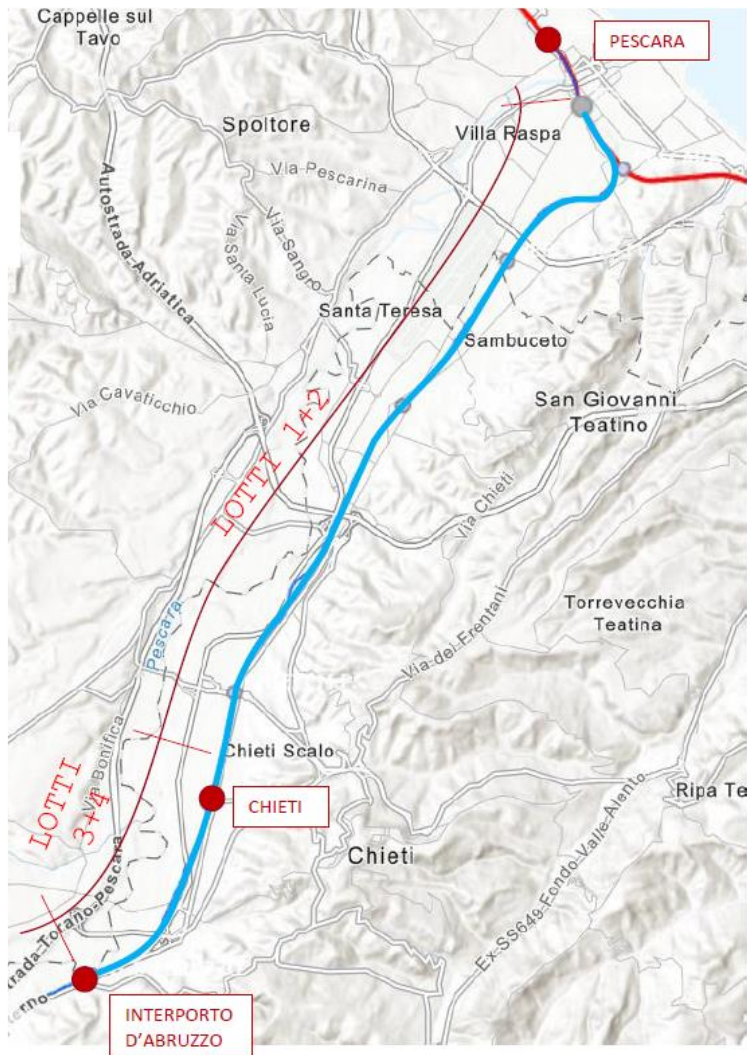 Cappelle sul
Tavo
PESCARA
Spoltore
Villa Raspa
Via Pescarina
Autostrada Adriatica
Via Sangro
Via Santa
Lucia
Santa Teresa
Sambuceto
Via Cavaticchio
San Giovanni
Teatino
LOTTI 1+2
Via Chieti
Pescara
Torrevecchia
Teatina
Via dei Frentani
Via Bonifica
Chieti Scalo
LOTTI
3+4
CHIETI
Ripa Te
Chieti
Ex-SS649 Fondo Valle Alento
strada-Torano-Pescara
erno
INTERPORTO
D'ABRUZZO